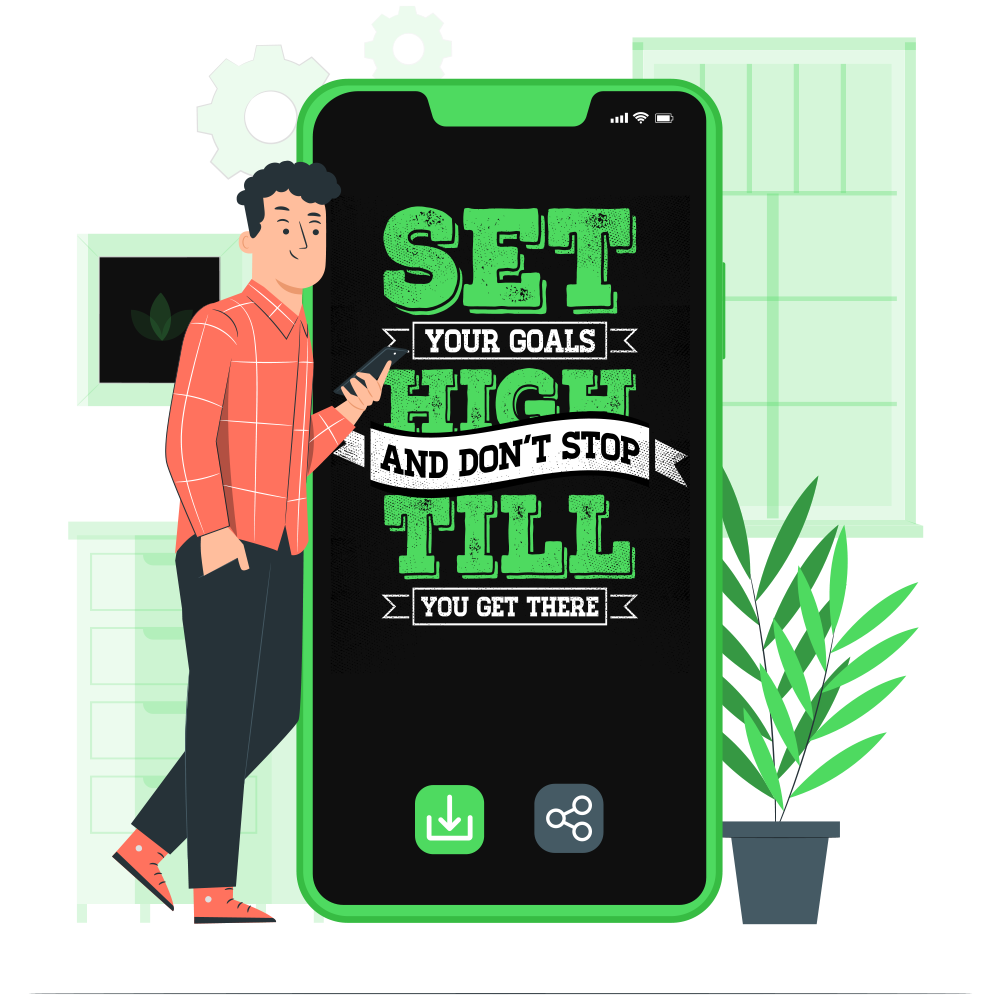 SET
YOUR GOALS
HIGH
AND DON'T STOP
TILL
YOU GET THERE